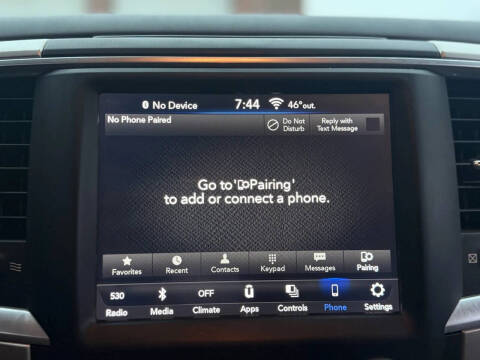 No Device 7:44 46° out.
No Phone Paired Do Not Disturb Reply with Text Message
Go to 'Pairing'
to add or connect a phone.
Favorites Recent Contacts Keypad Messages Pairing
530 OFF
Radio Media Climate Apps Controls Phone Settings